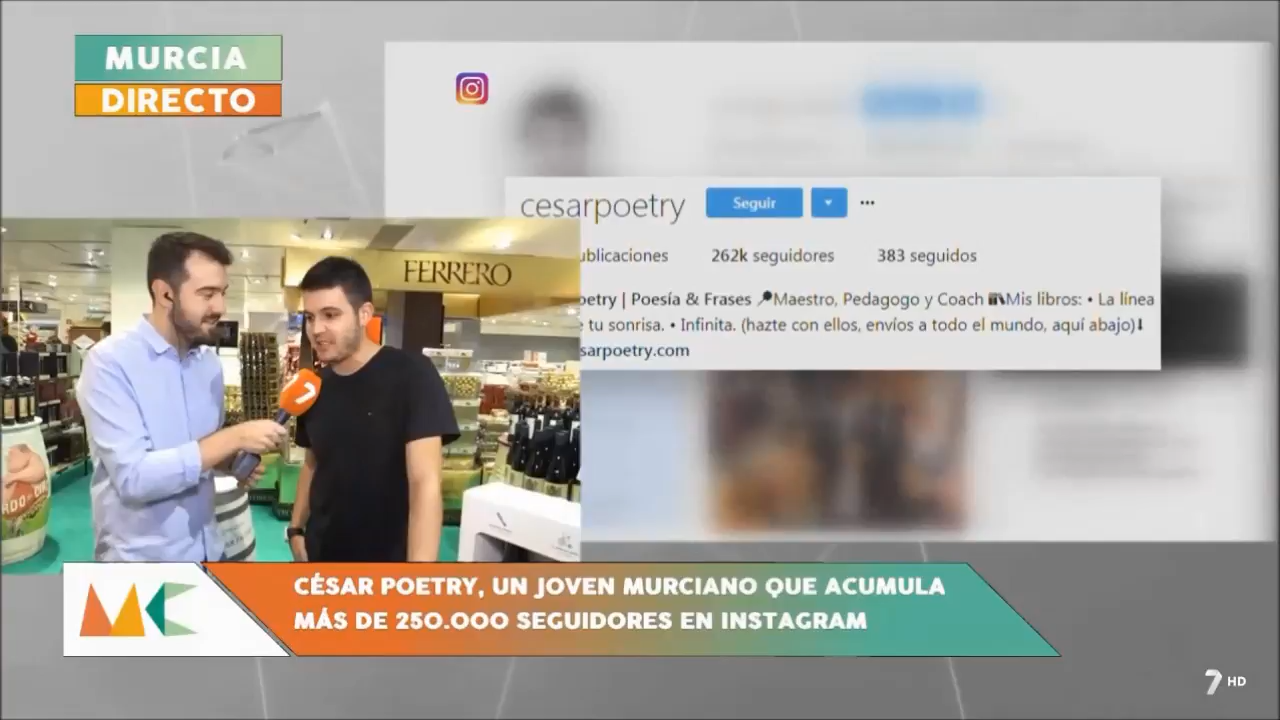 MURCIA
DIRECTO
cesarpoetry
Seguir
ublicaciones 262k seguidores 383 seguidos
oetry | Poesía & Frases Maestro, Pedagogo y Coach Mis libros: • La línea
e tu sonrisa. • Infinita. (hazte con ellos, envíos a todo el mundo, aquí abajo)
sarpoetry.com
FERRERO
7
CÉSAR POETRY, UN JOVEN MURCIANO QUE ACUMULA
MÁS DE 250.000 SEGUIDORES EN INSTAGRAM
7 HD